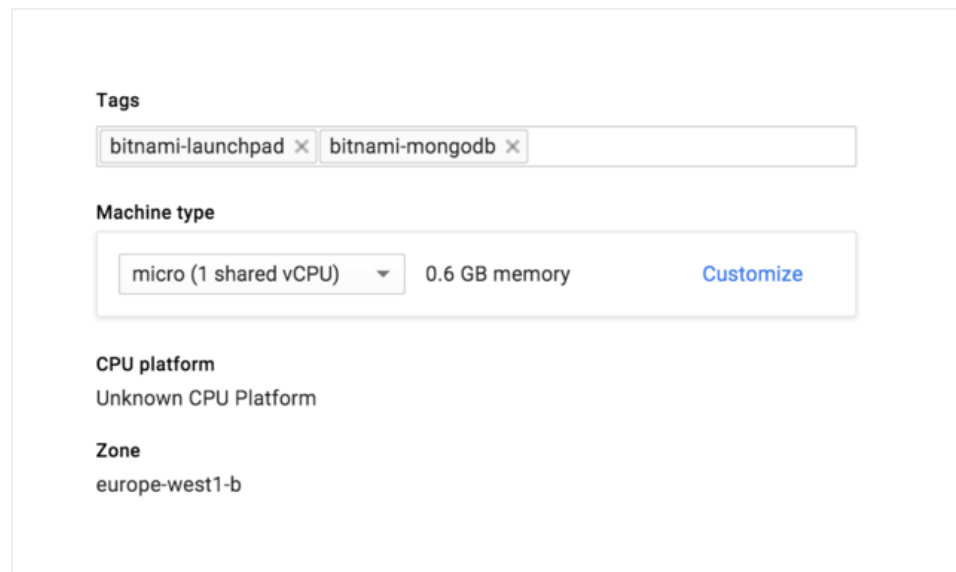 Tags
bitnami-launchpad × bitnami-mongodb ×
Machine type
micro (1 shared vCPU) 0.6 GB memory Customize
CPU platform
Unknown CPU Platform
Zone
europe-west1-b